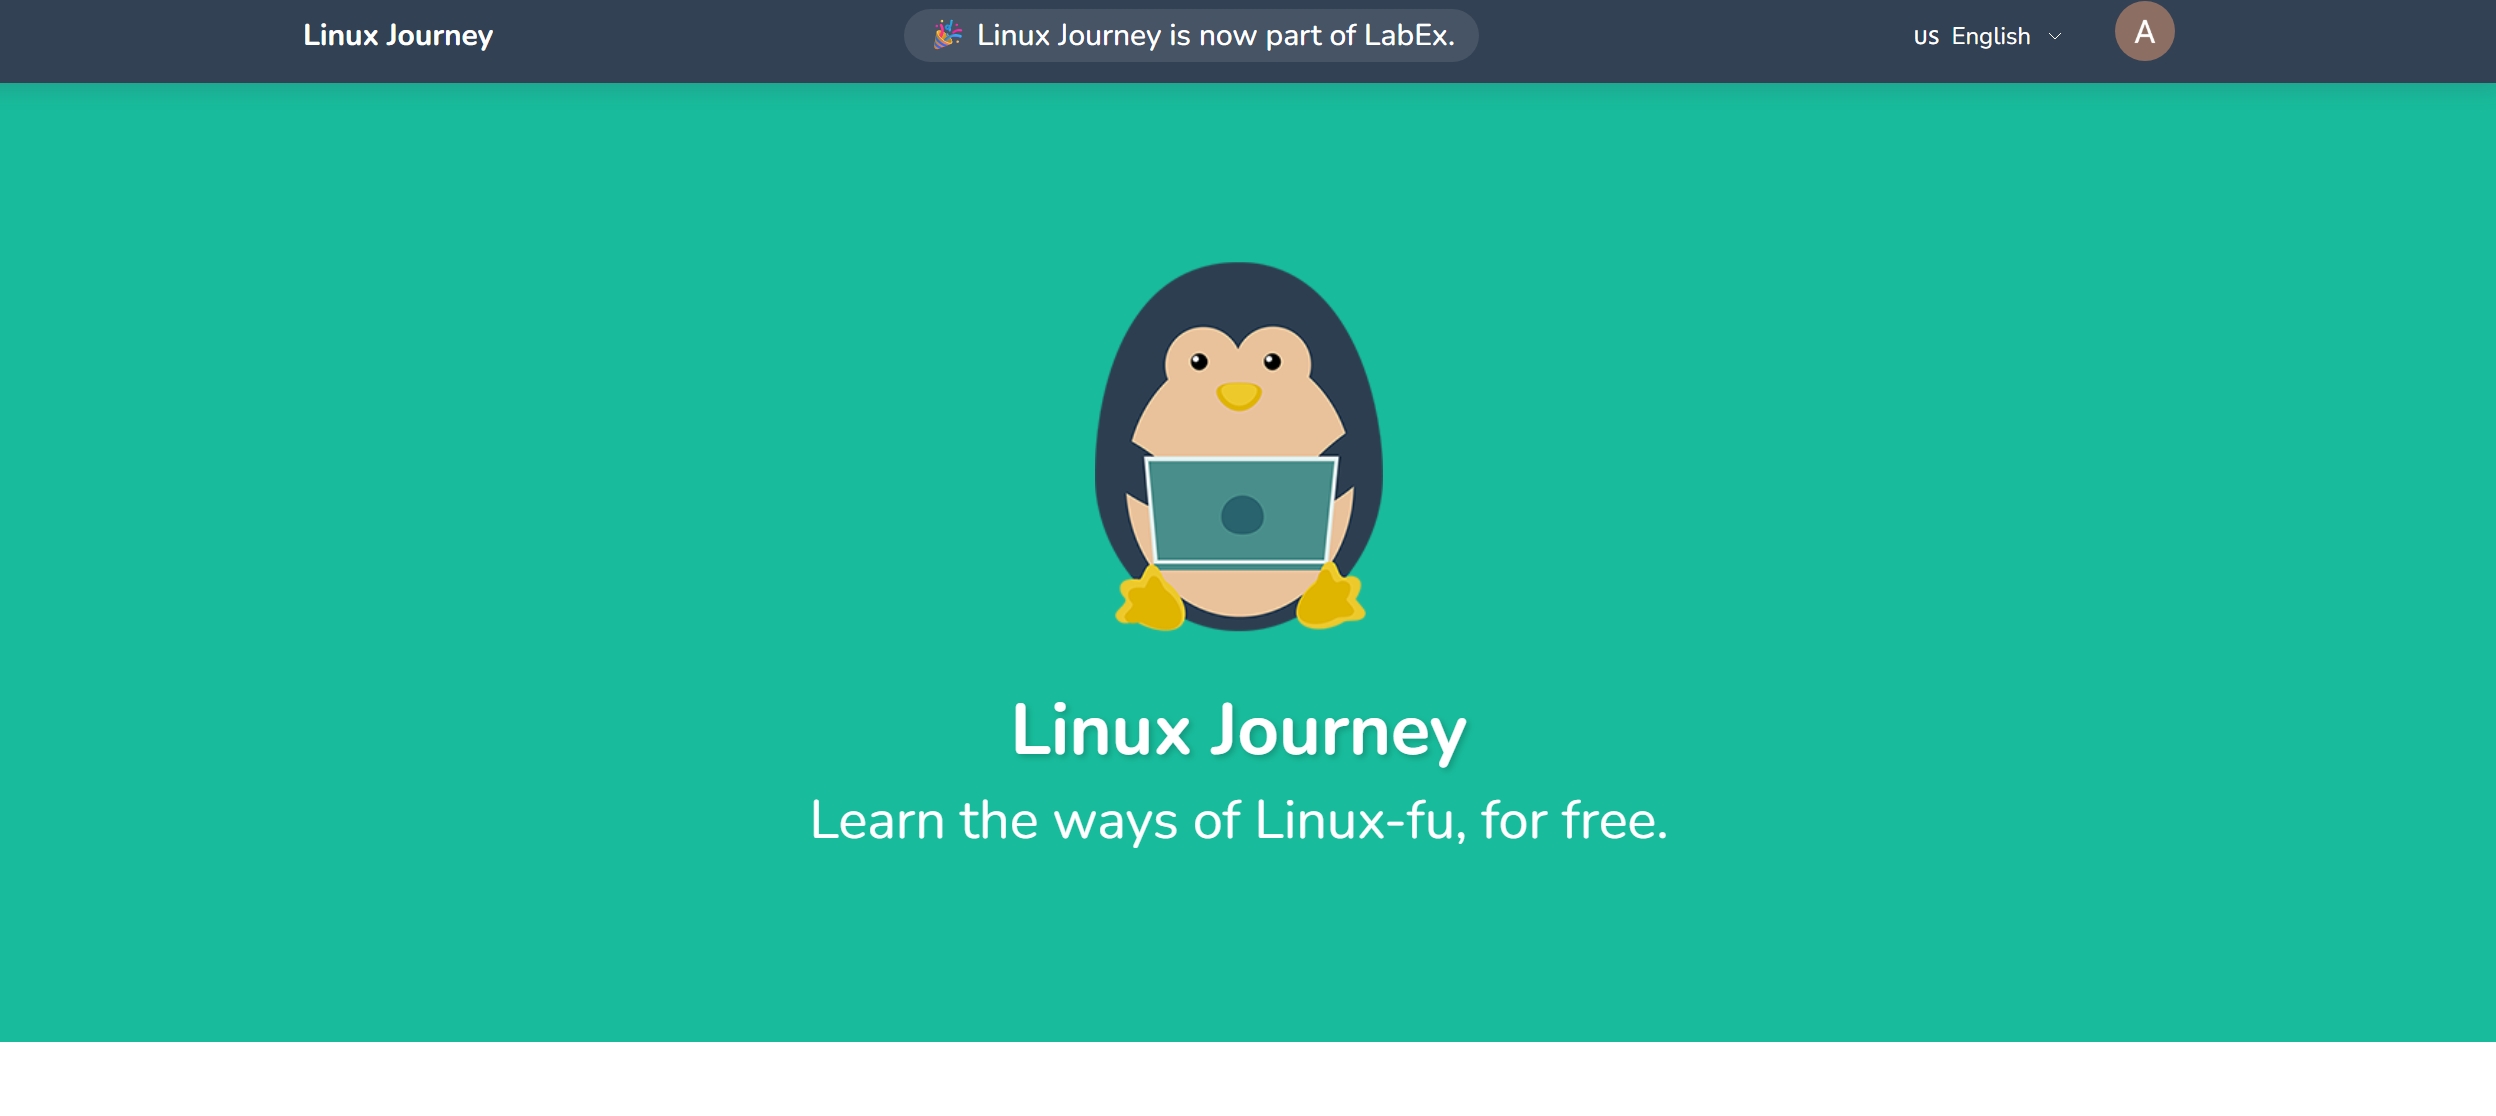 Linux Journey
🎉 Linux Journey is now part of LabEx.
US English
A
Linux Journey
Learn the ways of Linux-fu, for free.